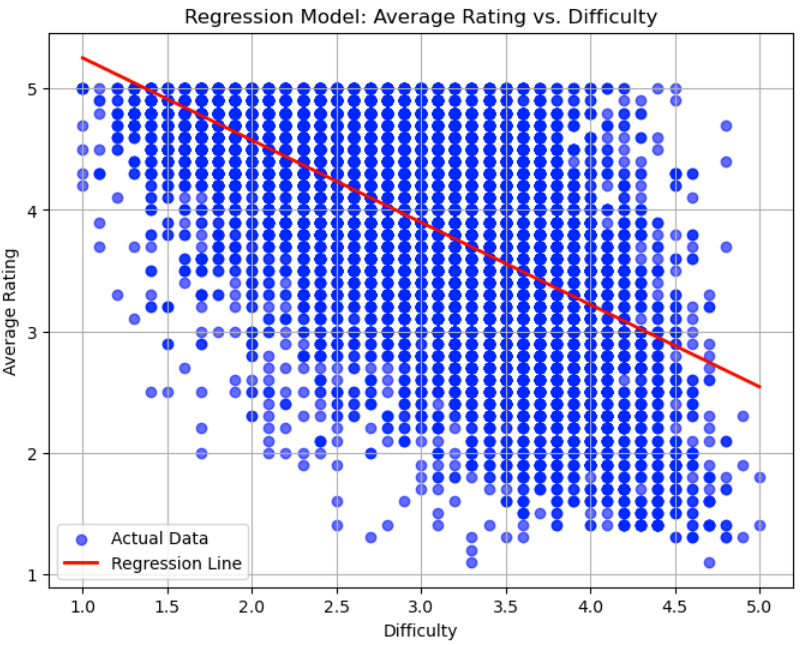 Regression Model: Average Rating vs. Difficulty
Average Rating
5
4
3
2
1
Actual Data
Regression Line
1.0 1.5 2.0 2.5 3.0 3.5 4.0 4.5 5.0
Difficulty